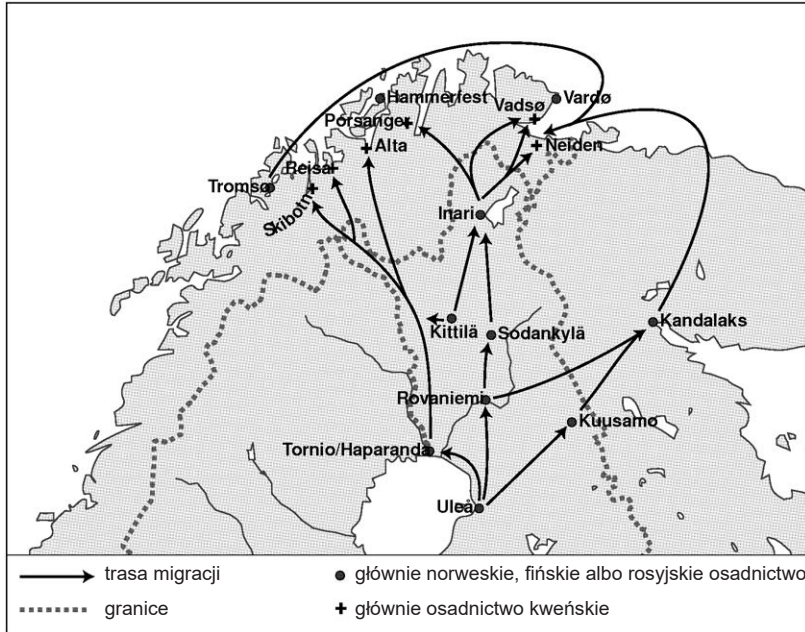 Hammerfest
Vardø
Vadsø
Porsanger
Alta
Neiden
Reisa
Tromsø
Skibotn
Inari
Kittilä
Sodankylä
Kandalaks
Rovaniemi
Kuusamo
Tornio/Haparanda
Uleå
trasa migracji
głównie norweskie, fińskie albo rosyjskie osadnictwo
granice
głównie osadnictwo kweńskie